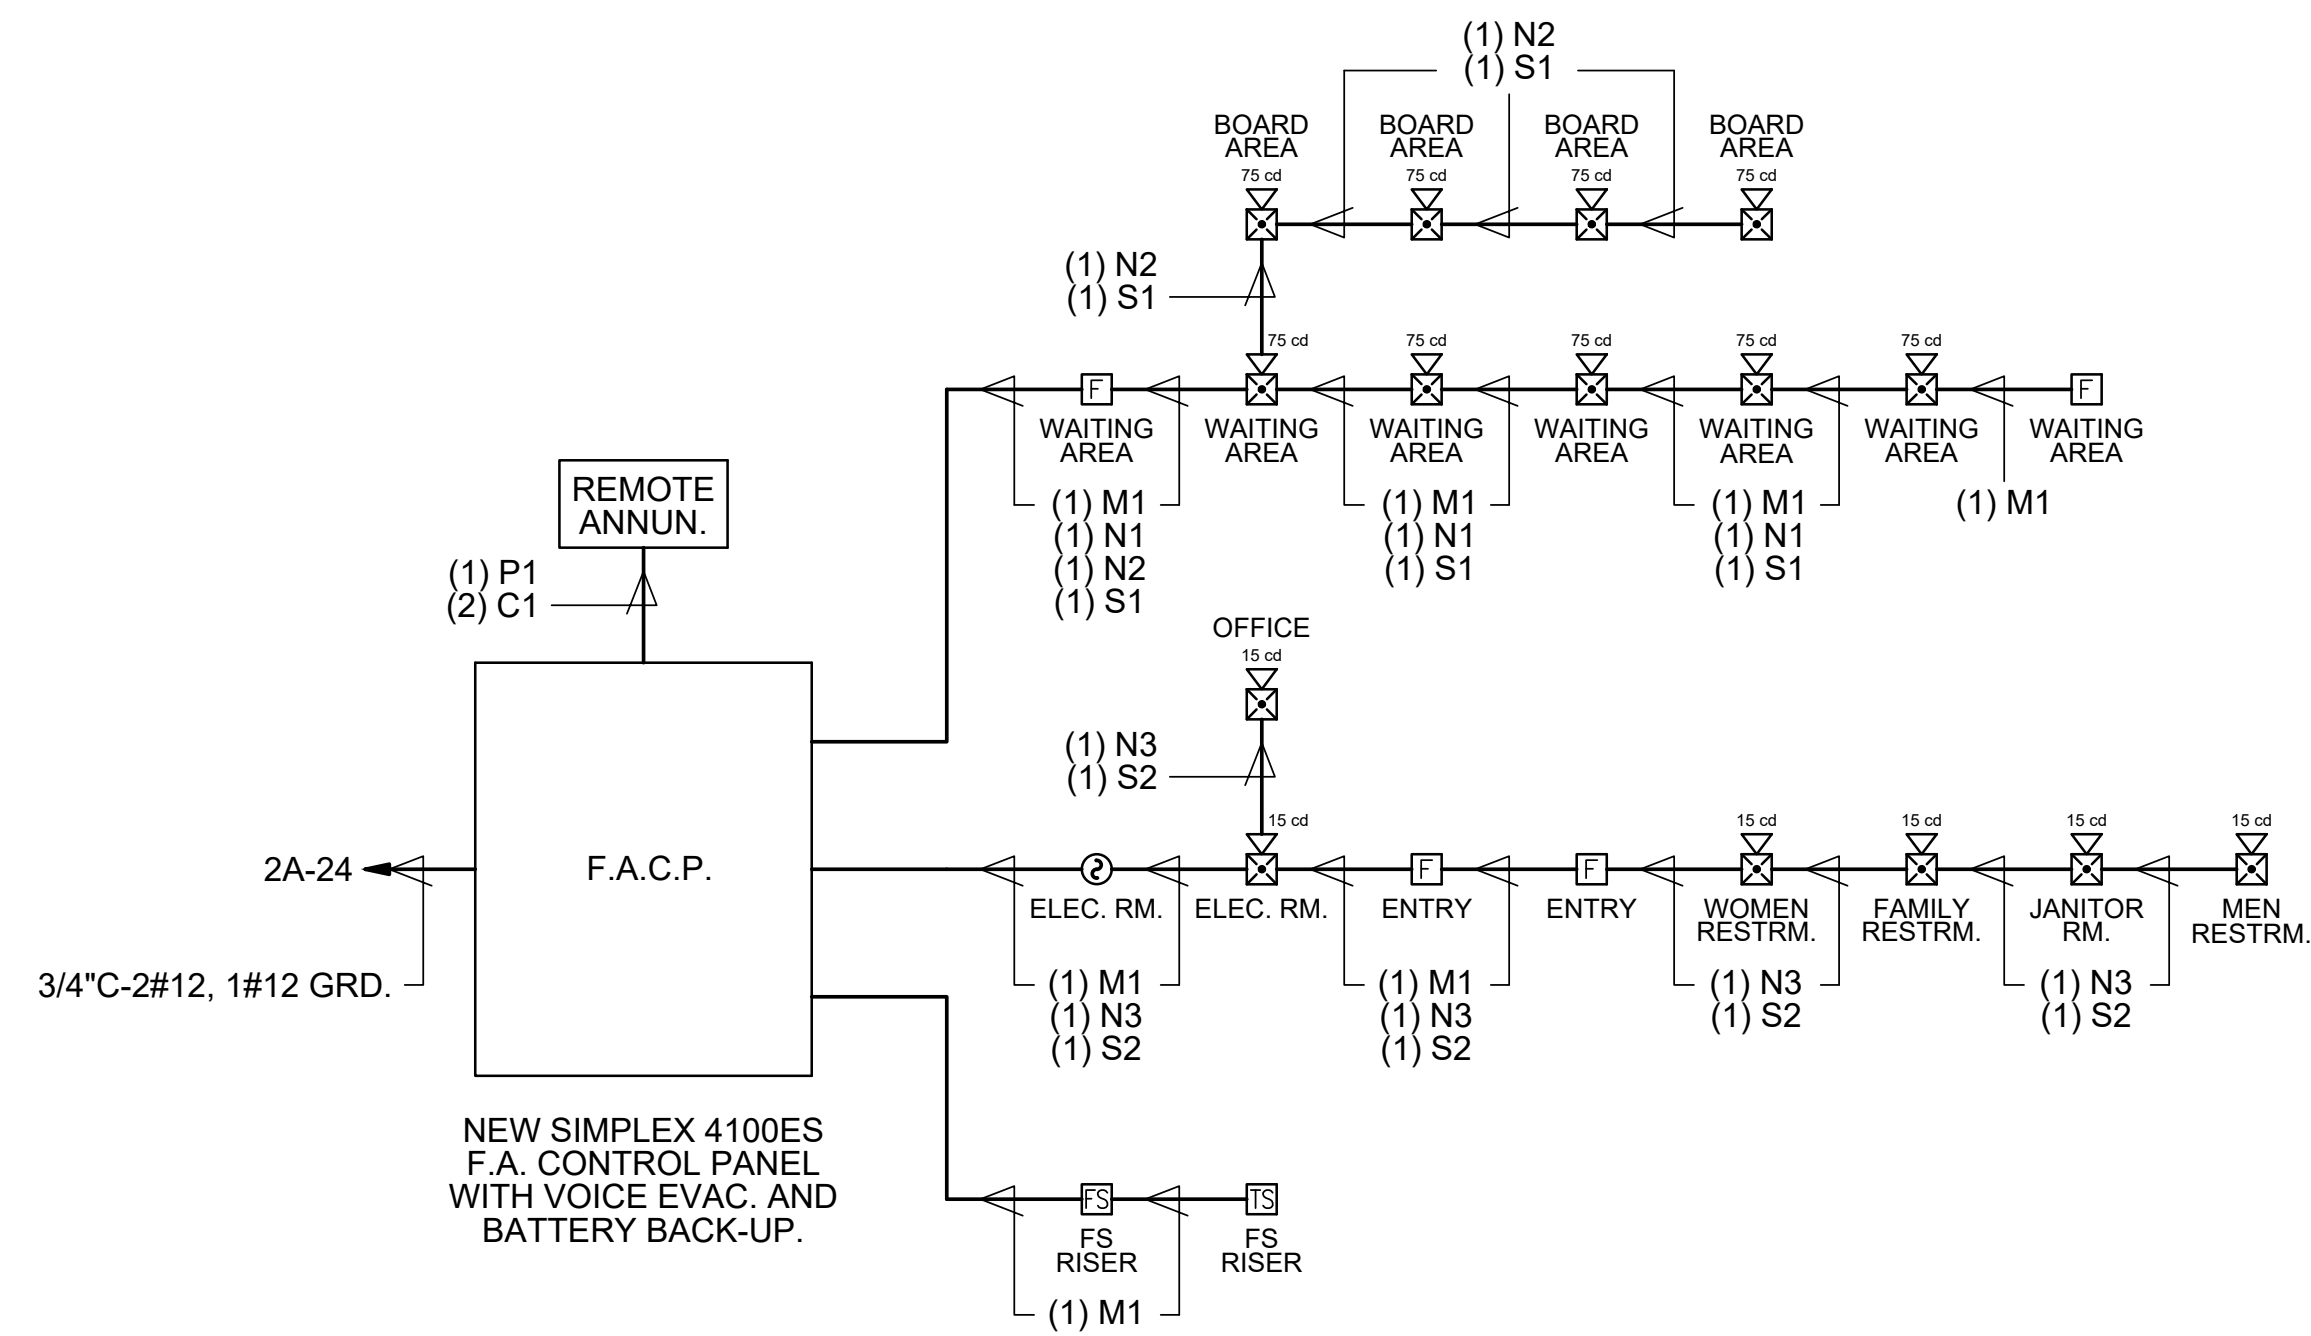 (1) N2
(1) S1
BOARD
AREA
75 cd
BOARD
AREA
75 cd
BOARD
AREA
75 cd
BOARD
AREA
75 cd
(1) N2
(1) S1
75 cd
75 cd
75 cd
75 cd
75 cd
F
F
WAITING
AREA
WAITING
AREA
WAITING
AREA
WAITING
AREA
WAITING
AREA
WAITING
AREA
WAITING
AREA
(1) M1
(1) N1
(1) N2
(1) S1
(1) M1
(1) N1
(1) S1
(1) M1
(1) N1
(1) S1
(1) M1
REMOTE
ANNUN.
(1) P1
(2) C1
OFFICE
15 cd
(1) N3
(1) S2
15 cd
15 cd
15 cd
15 cd
15 cd
2A-24
F.A.C.P.
F
F
ELEC. RM.
ELEC. RM.
ENTRY
ENTRY
WOMEN
RESTRM.
FAMILY
RESTRM.
JANITOR
RM.
MEN
RESTRM.
3/4"C-2#12, 1#12 GRD.
(1) M1
(1) N3
(1) S2
(1) M1
(1) N3
(1) S2
(1) N3
(1) S2
(1) N3
(1) S2
NEW SIMPLEX 4100ES
F.A. CONTROL PANEL
WITH VOICE EVAC. AND
BATTERY BACK-UP.
FS
TS
FS
RISER
FS
RISER
(1) M1